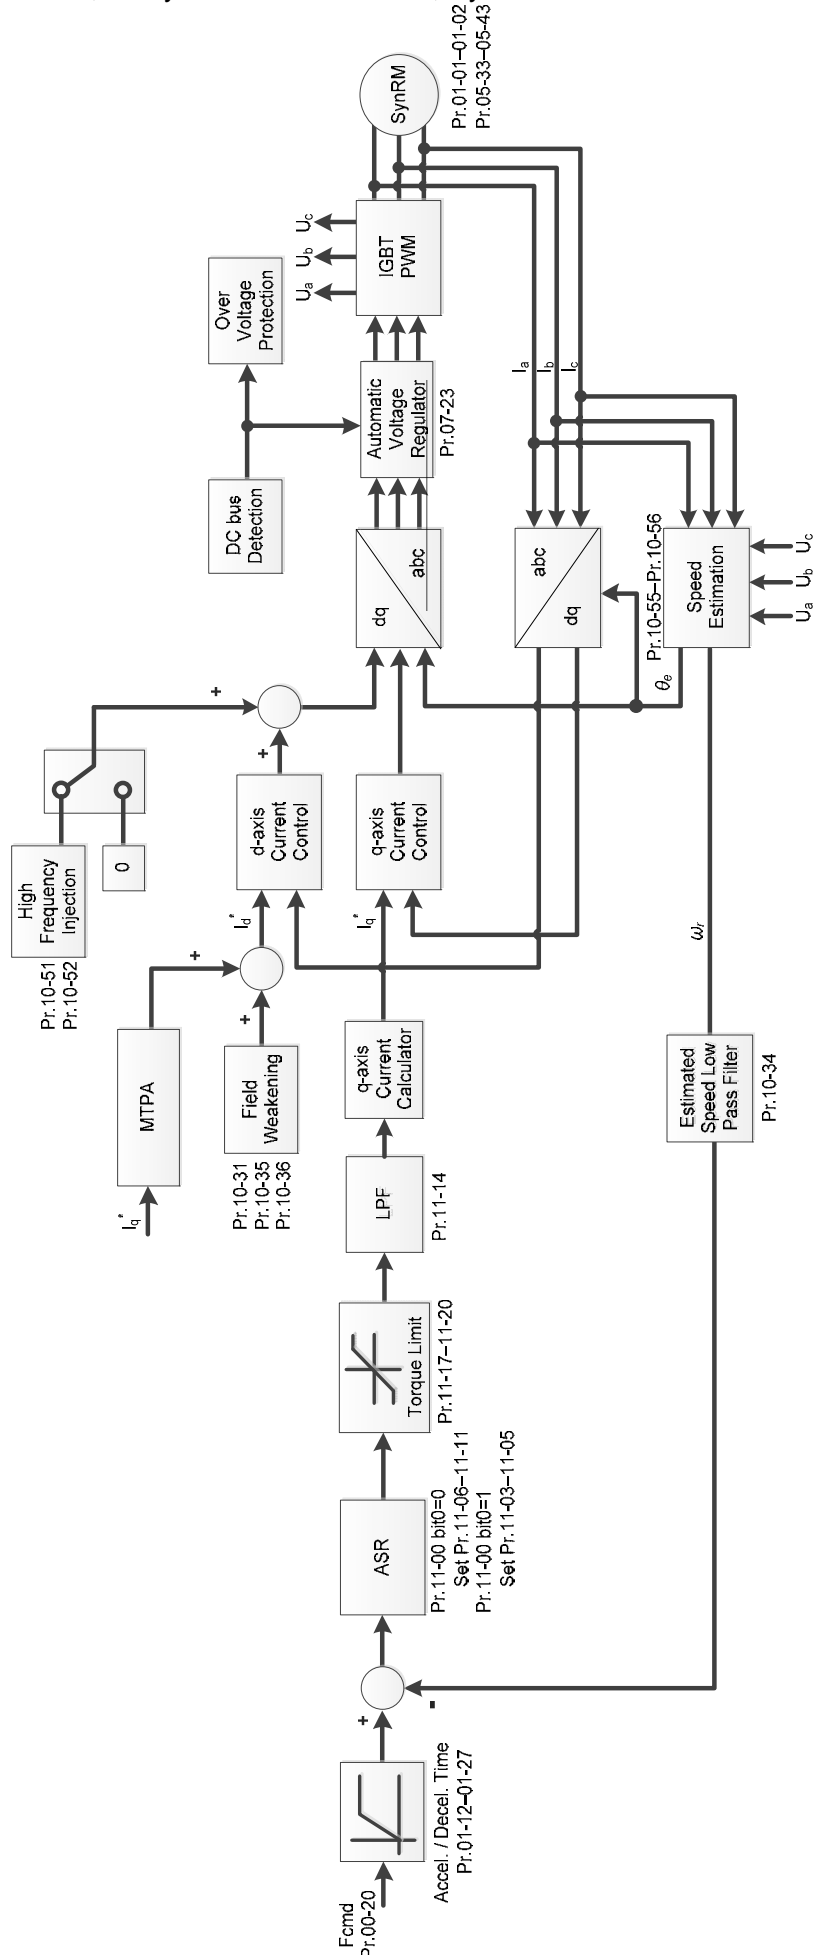 Fcmd
Pr.00-20
Accel. / Decel. Time
Pr.01-12–01-27
+
-
ASR
Pr.11-00 bit0=0
Set Pr.11-06–11-11
Pr.11-00 bit0=1
Set Pr.11-03–11-05
Torque Limit
Pr.11-17–11-20
LPF
Pr.11-14
q-axis
Current
Calculator
Iq*
MTPA
+
Field
Weakening
Pr.10-31
Pr.10-35
Pr.10-36
+
Id*
Iq*
High
Frequency
Injection
Pr.10-51
Pr.10-52
0
d-axis
Current
Control
+
+
q-axis
Current
Control
dq
abc
DC bus
Detection
Over
Voltage
Protection
Automatic
Voltage
Regulator
Pr.07-23
Ua
Ub
Uc
IGBT
PWM
SynRM
Pr.01-01–01-02
Pr.05-33–05-43
Ia
Ib
Ic
abc
dq
Pr.10-55–Pr.10-56
Speed
Estimation
Ua
Ub
Uc
θe
ωr
Estimated
Speed Low
Pass Filter
Pr.10-34